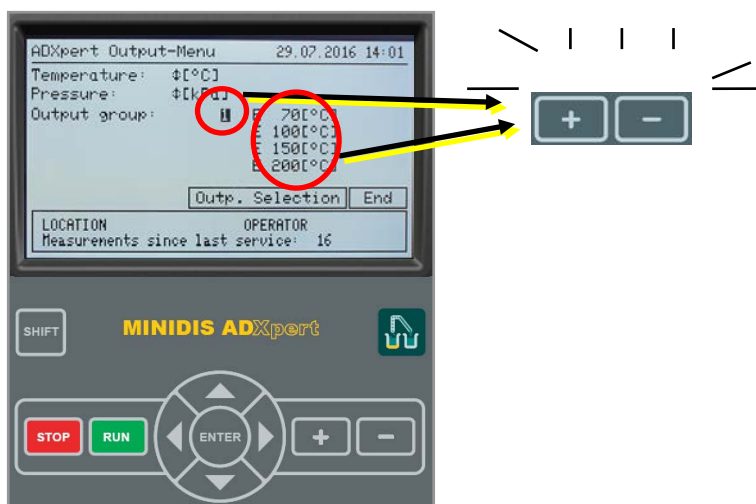 ADXpert Output-Menu 29.07.2016 14:01
Temperature: ⌽[°C]
Pressure: ⌽[kPa]
Output group: 1 E 70[°C]
E 100[°C]
E 150[°C]
E 200[°C]
Outp. Selection End
LOCATION OPERATOR
Measurements since last service: 16
+ −
SHIFT
MINIDIS ADXpert
STOP RUN ENTER + −